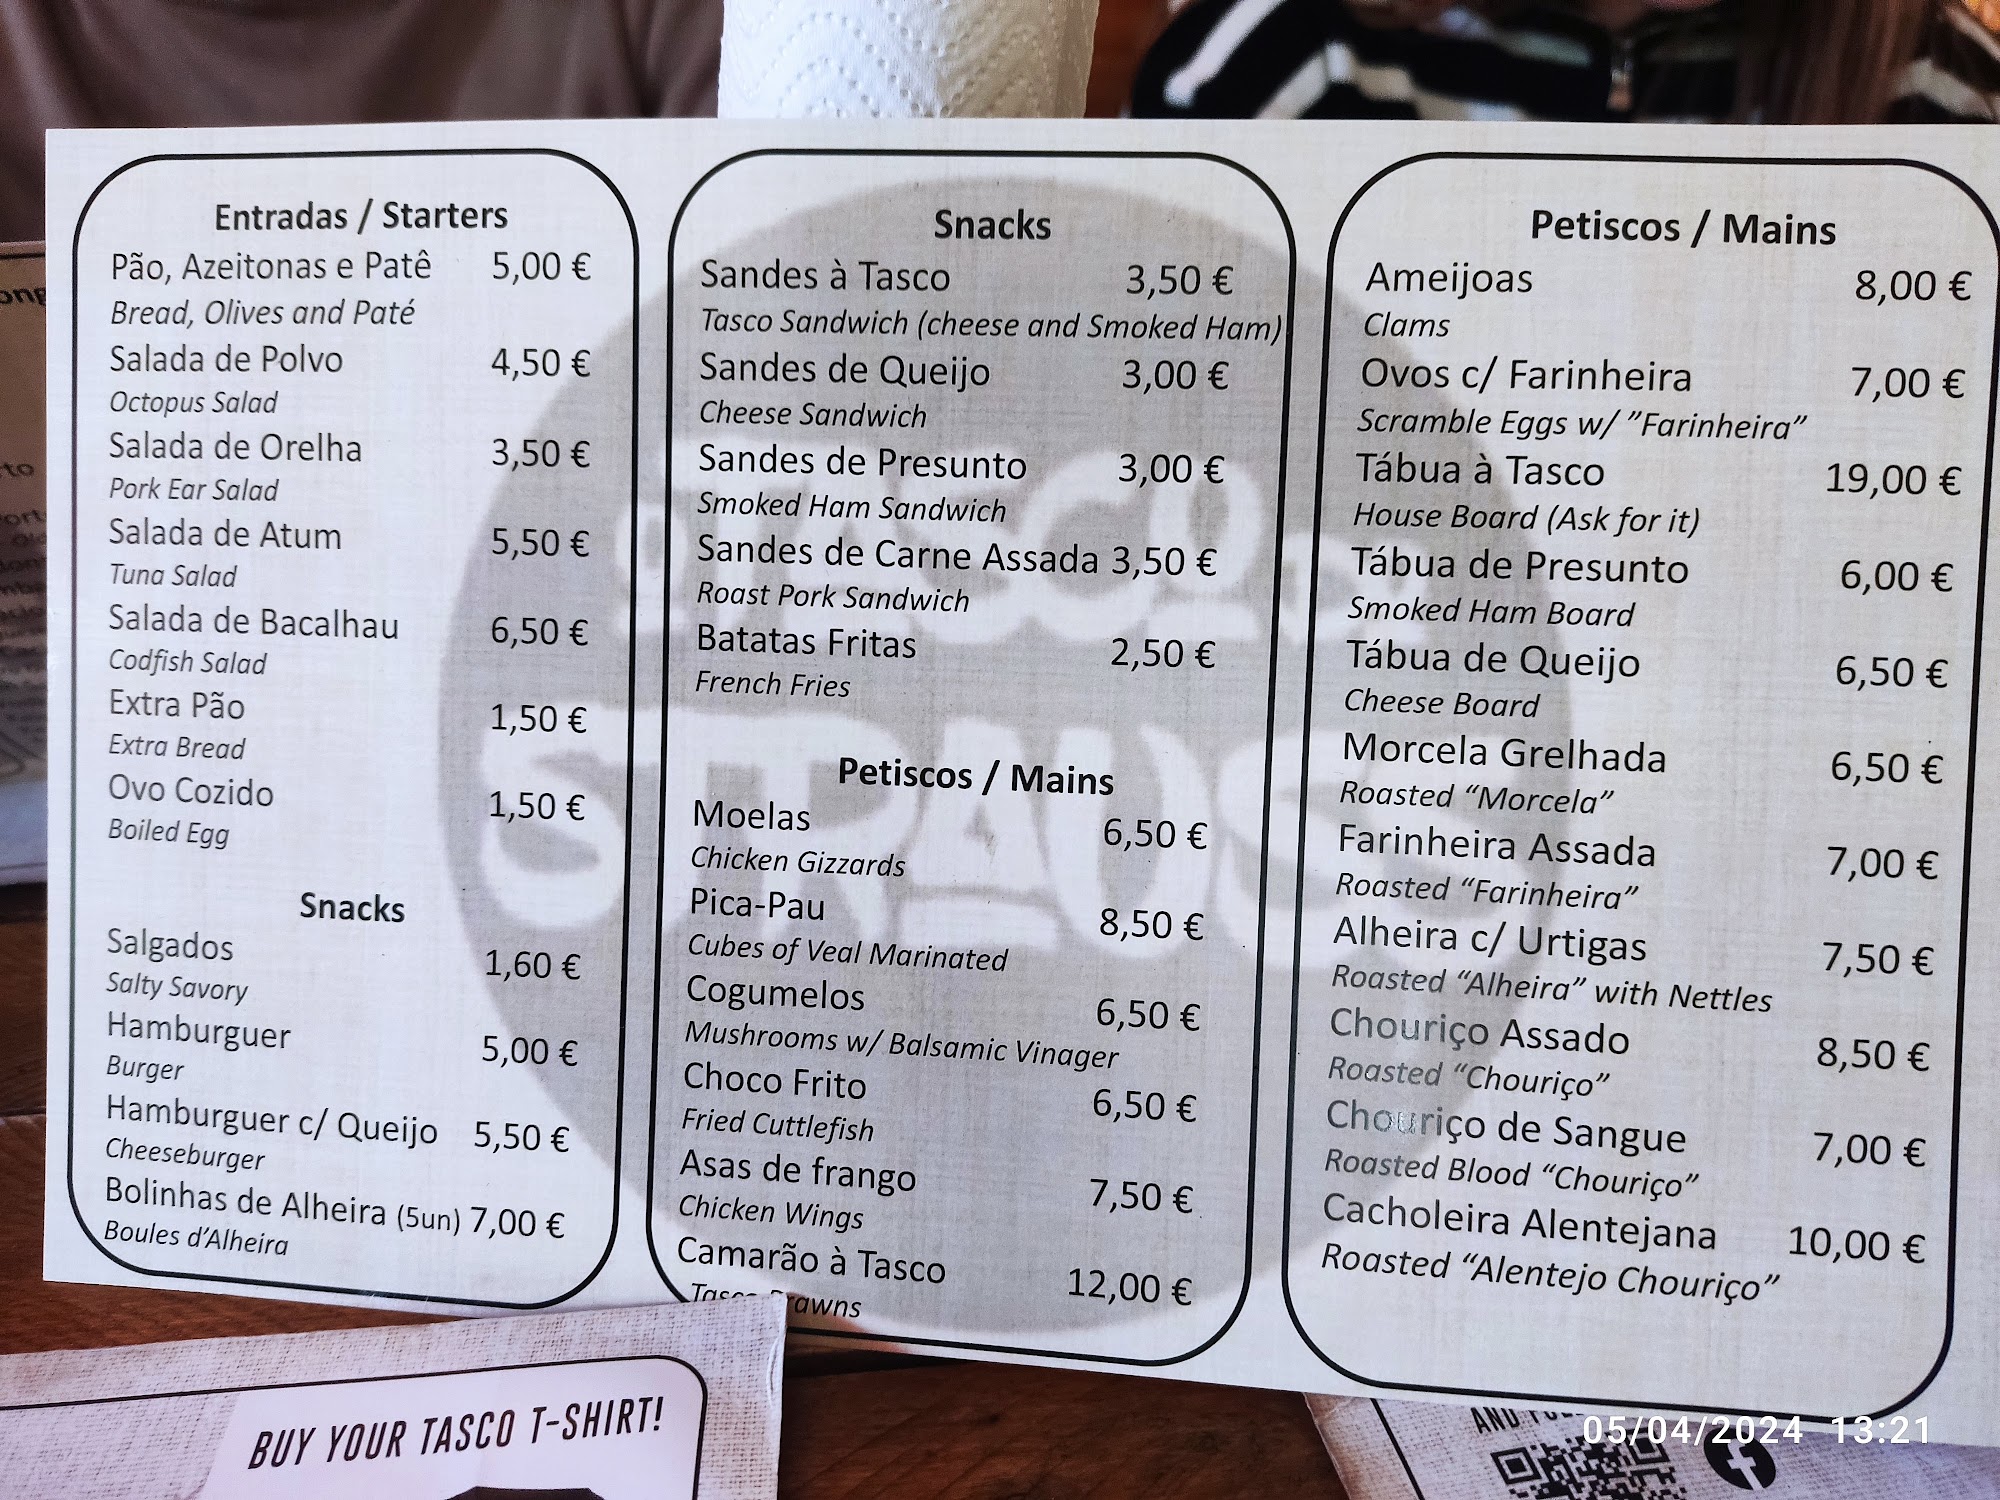 Entradas / Starters
Pão, Azeitonas e Patê 5,00 €
Bread, Olives and Paté
Salada de Polvo 4,50 €
Octopus Salad
Salada de Orelha 3,50 €
Pork Ear Salad
Salada de Atum 5,50 €
Tuna Salad
Salada de Bacalhau 6,50 €
Codfish Salad
Extra Pão 1,50 €
Extra Bread
Ovo Cozido 1,50 €
Boiled Egg
Snacks
Salgados 1,60 €
Salty Savory
Hamburguer 5,00 €
Burger
Hamburguer c/ Queijo 5,50 €
Cheeseburger
Bolinhas de Alheira (5un) 7,00 €
Boules d’Alheira
Snacks
Sandes à Tasco 3,50 €
Tasco Sandwich (cheese and Smoked Ham)
Sandes de Queijo 3,00 €
Cheese Sandwich
Sandes de Presunto 3,00 €
Smoked Ham Sandwich
Sandes de Carne Assada 3,50 €
Roast Pork Sandwich
Batatas Fritas 2,50 €
French Fries
Petiscos / Mains
Moelas 6,50 €
Chicken Gizzards
Pica-Pau 8,50 €
Cubes of Veal Marinated
Cogumelos 6,50 €
Mushrooms w/ Balsamic Vinager
Choco Frito 6,50 €
Fried Cuttlefish
Asas de frango 7,50 €
Chicken Wings
Camarão à Tasco 12,00 €
Tasco Prawns
Petiscos / Mains
Ameijoas 8,00 €
Clams
Ovos c/ Farinheira 7,00 €
Scramble Eggs w/ ”Farinheira”
Tábua à Tasco 19,00 €
House Board (Ask for it)
Tábua de Presunto 6,00 €
Smoked Ham Board
Tábua de Queijo 6,50 €
Cheese Board
Morcela Grelhada 6,50 €
Roasted “Morcela”
Farinheira Assada 7,00 €
Roasted “Farinheira”
Alheira c/ Urtigas 7,50 €
Roasted “Alheira” with Nettles
Chouriço Assado 8,50 €
Roasted “Chouriço”
Chouriço de Sangue 7,00 €
Roasted Blood “Chouriço”
Cacholeira Alentejana 10,00 €
Roasted “Alentejo Chouriço”
BUY YOUR TASCO T-SHIRT!
AND
05/04/2024 13:21